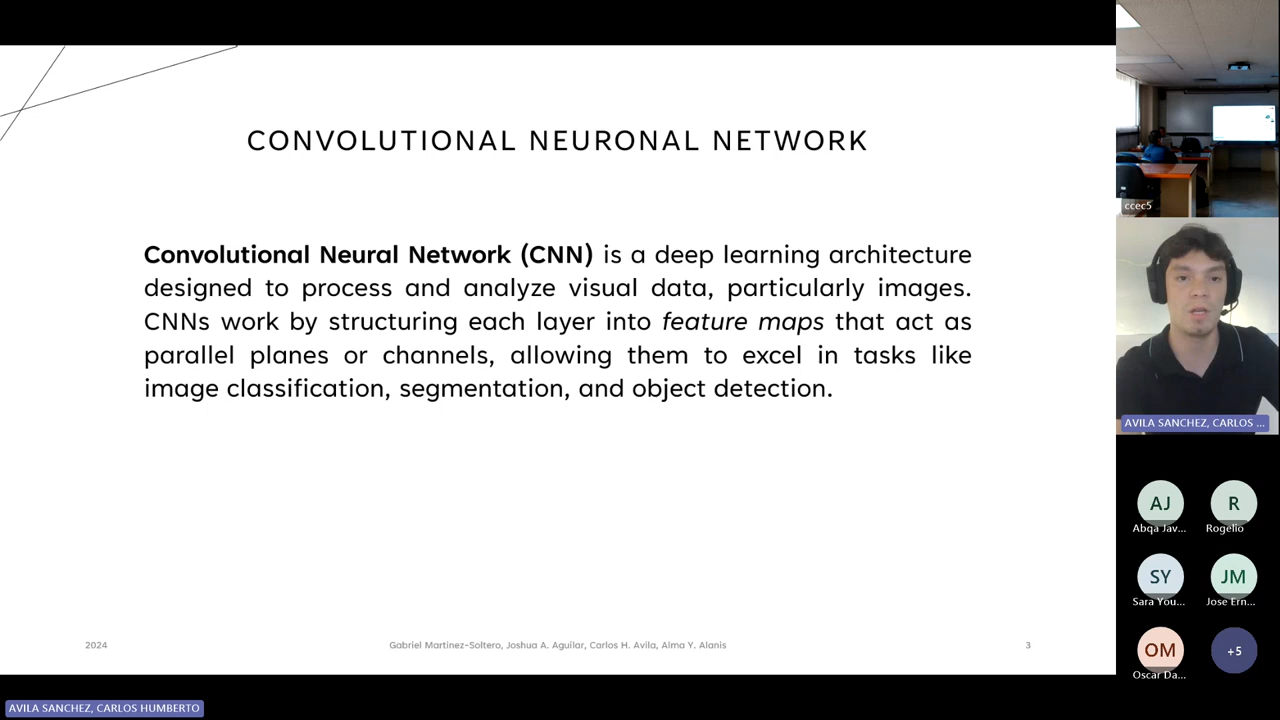 CONVOLUTIONAL NEURONAL NETWORK
Convolutional Neural Network (CNN) is a deep learning architecture
designed to process and analyze visual data, particularly images.
CNNs work by structuring each layer into feature maps that act as
parallel planes or channels, allowing them to excel in tasks like
image classification, segmentation, and object detection.
2024
Gabriel Martinez-Soltero, Joshua A. Aguilar, Carlos H. Avila, Alma Y. Alanis
3
ccec5
AVILA SANCHEZ, CARLOS ...
AJ
Abqa Jav...
R
Rogelio
SY
Sara You...
JM
Jose Ern...
OM
Oscar Da...
+5
AVILA SANCHEZ, CARLOS HUMBERTO